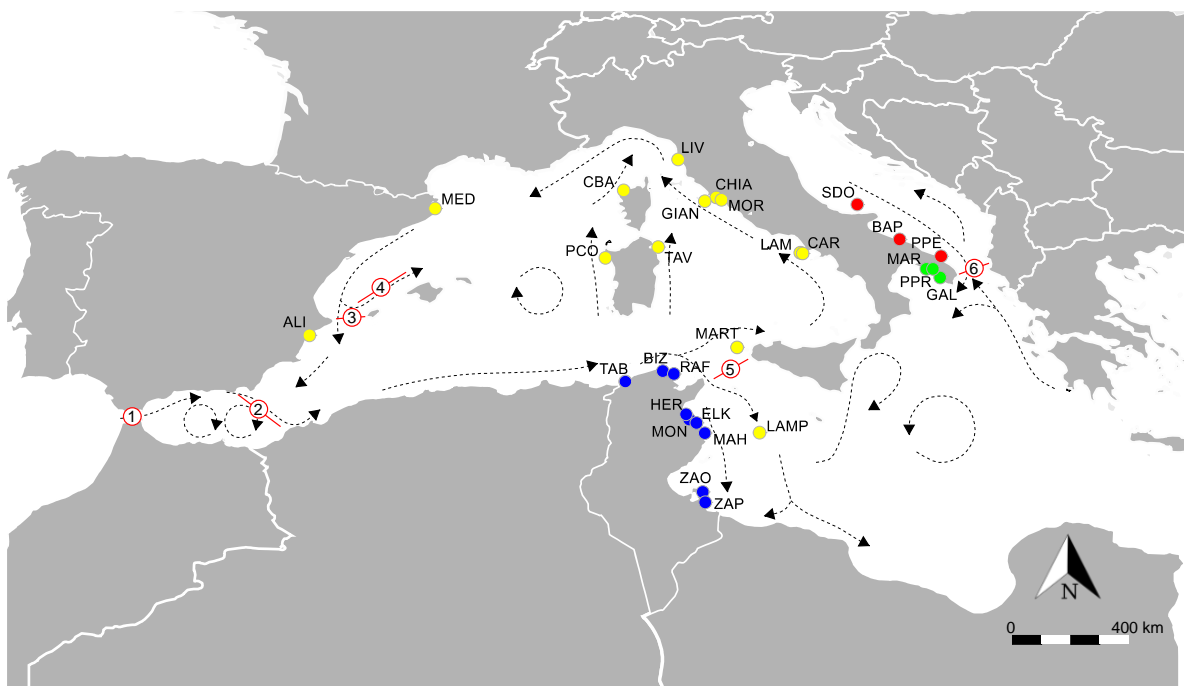 LIV
CBA
CHIA
MED
GIAN
MOR
SDO
BAP
LAM
CAR
PPE
PCO
TAV
MAR
6
PPR
4
GAL
3
ALI
MART
BIZ
5
TAB
RAF
1
2
HER
ELK
MON
LAMP
MAH
ZAO
ZAP
N
0
400 km